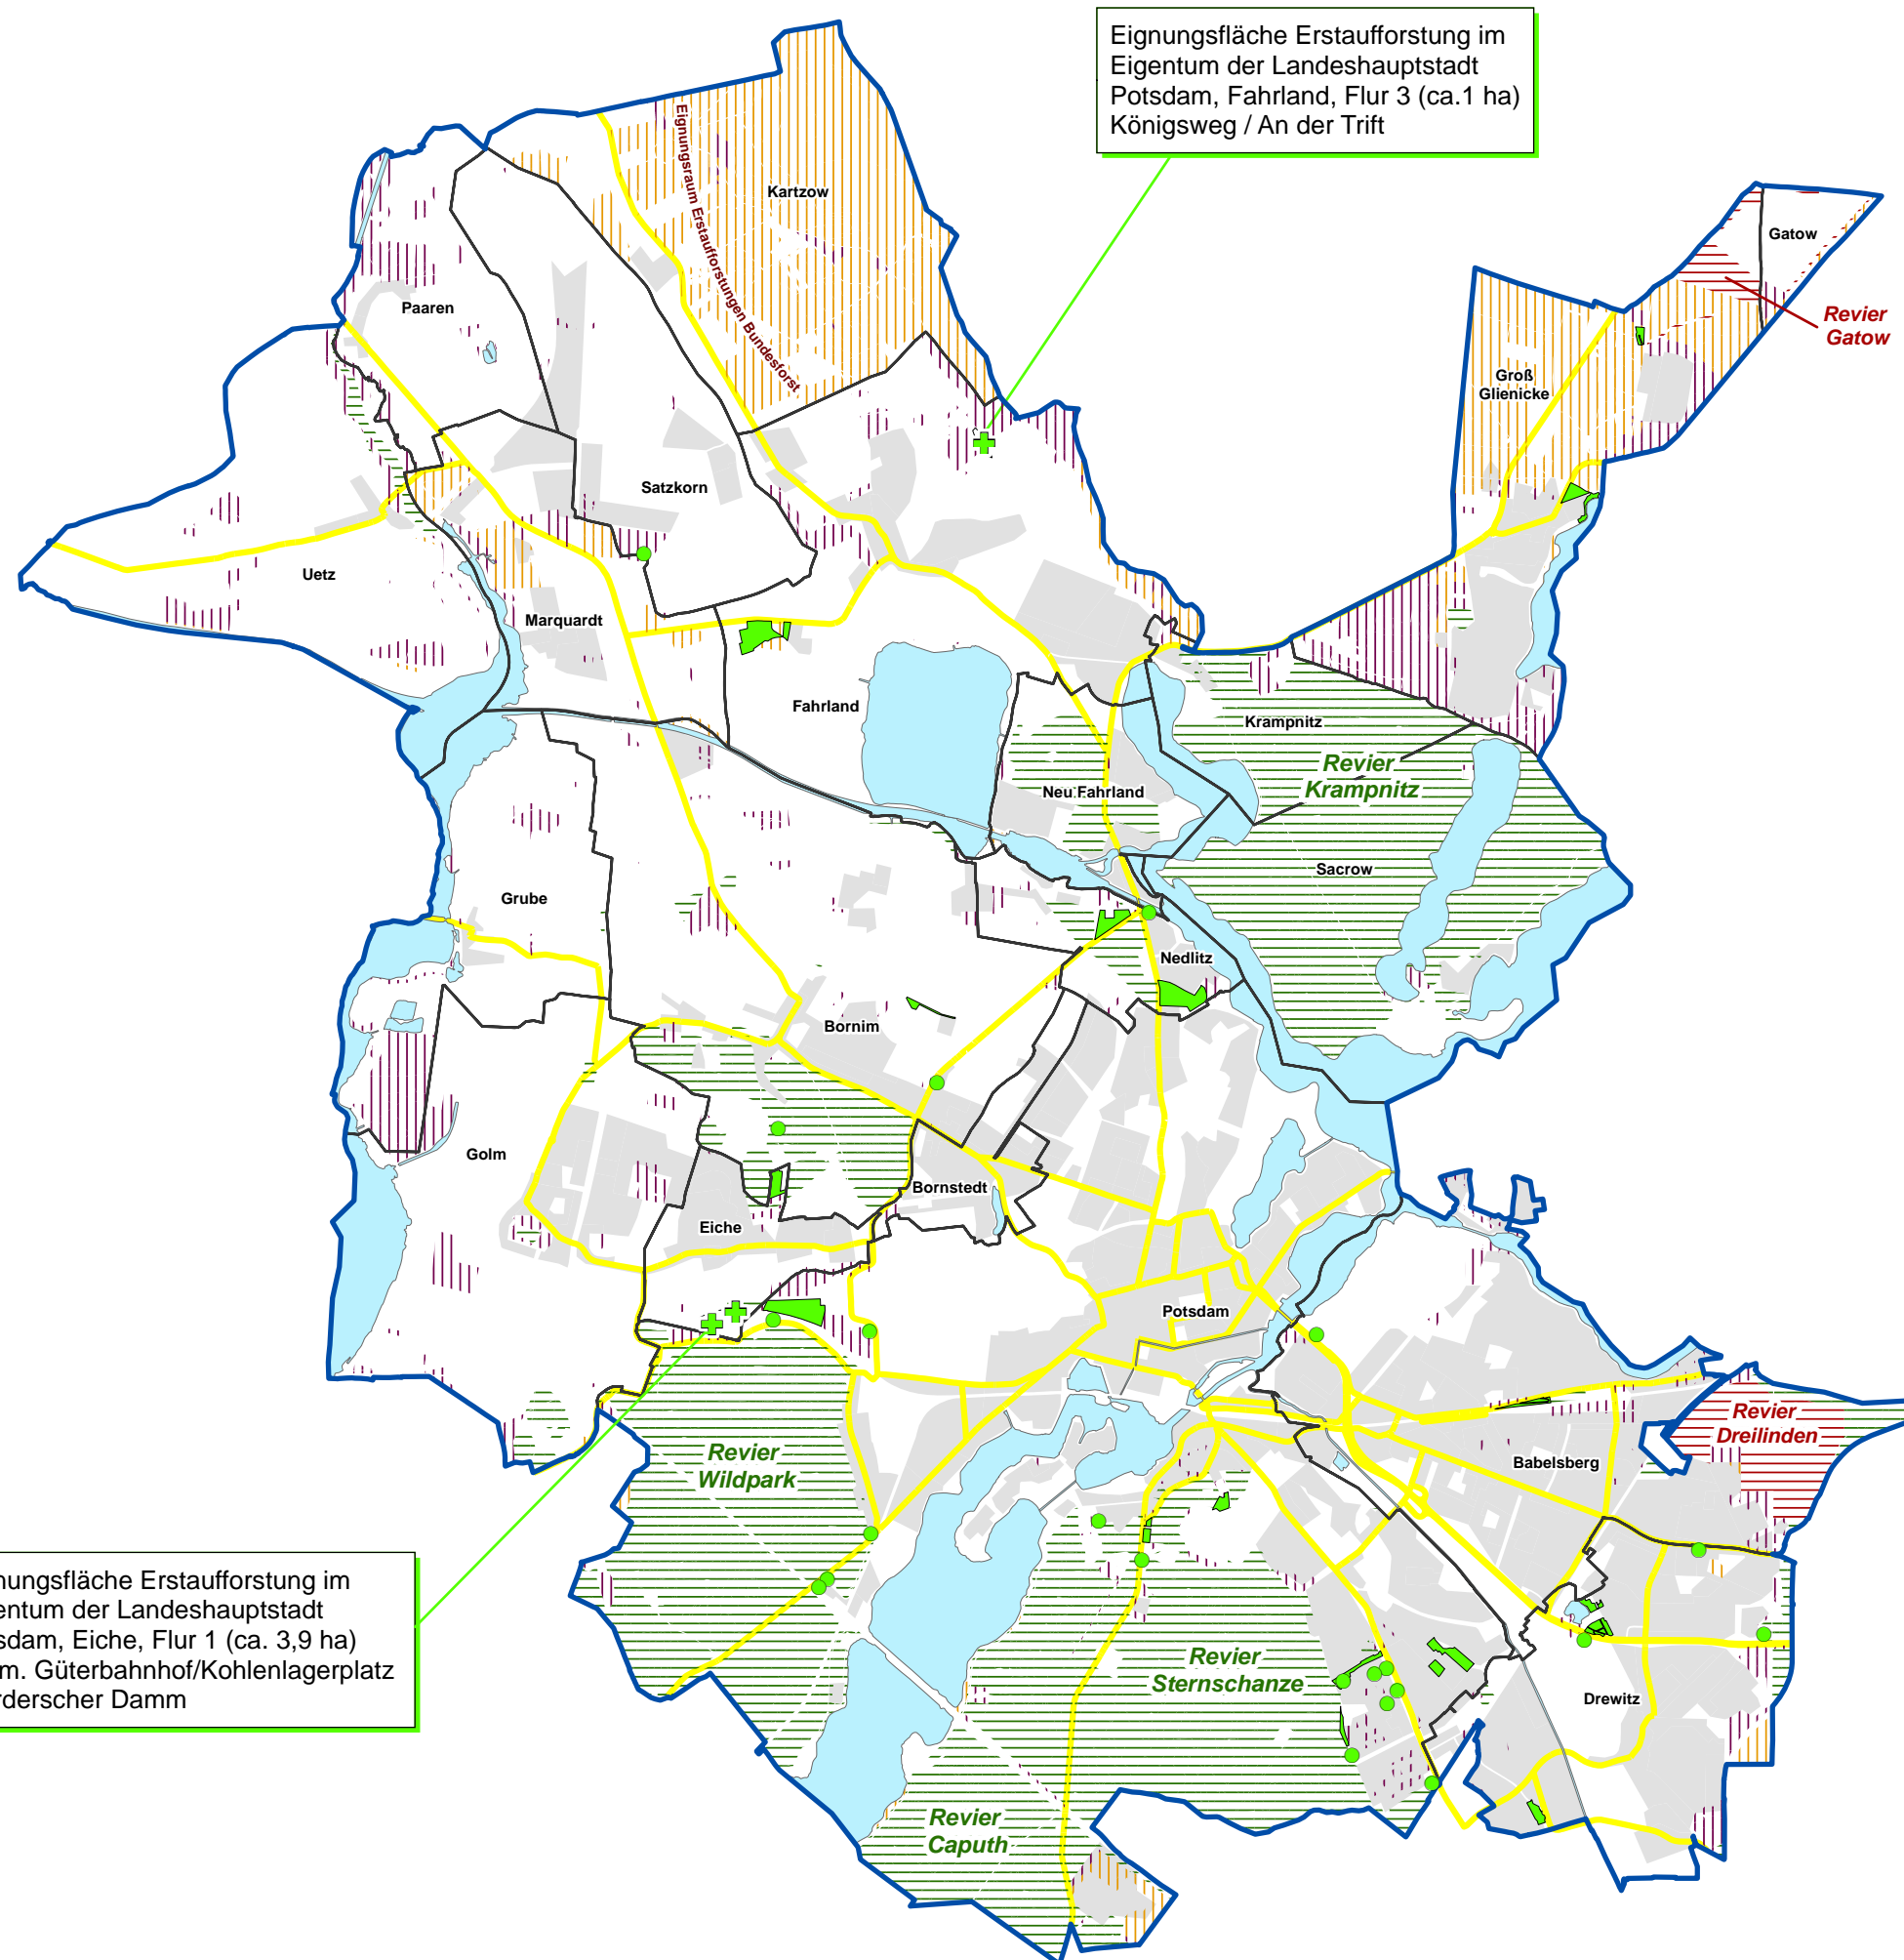 Eignungsfläche Erstaufforstung im
Eigentum der Landeshauptstadt
Potsdam, Fahrland, Flur 3 (ca.1 ha)
Königsweg / An der Trift
Eignungsraum Erstaufforstungen Bundesforst
Kartzow
Gatow
Paaren
Revier
Gatow
Groß
Glienicke
Satzkorn
Uetz
Marquardt
Fahrland
Krampnitz
Revier
Krampnitz
Neu Fahrland
Sacrow
Grube
Nedlitz
Bornim
Golm
Bornstedt
Eiche
Potsdam
Revier
Dreilinden
Babelsberg
Revier
Wildpark
nungsfläche Erstaufforstung im
entum der Landeshauptstadt
sdam, Eiche, Flur 1 (ca. 3,9 ha)
m. Güterbahnhof/Kohlenlagerplatz
rderscher Damm
Revier
Sternschanze
Drewitz
Revier
Caputh